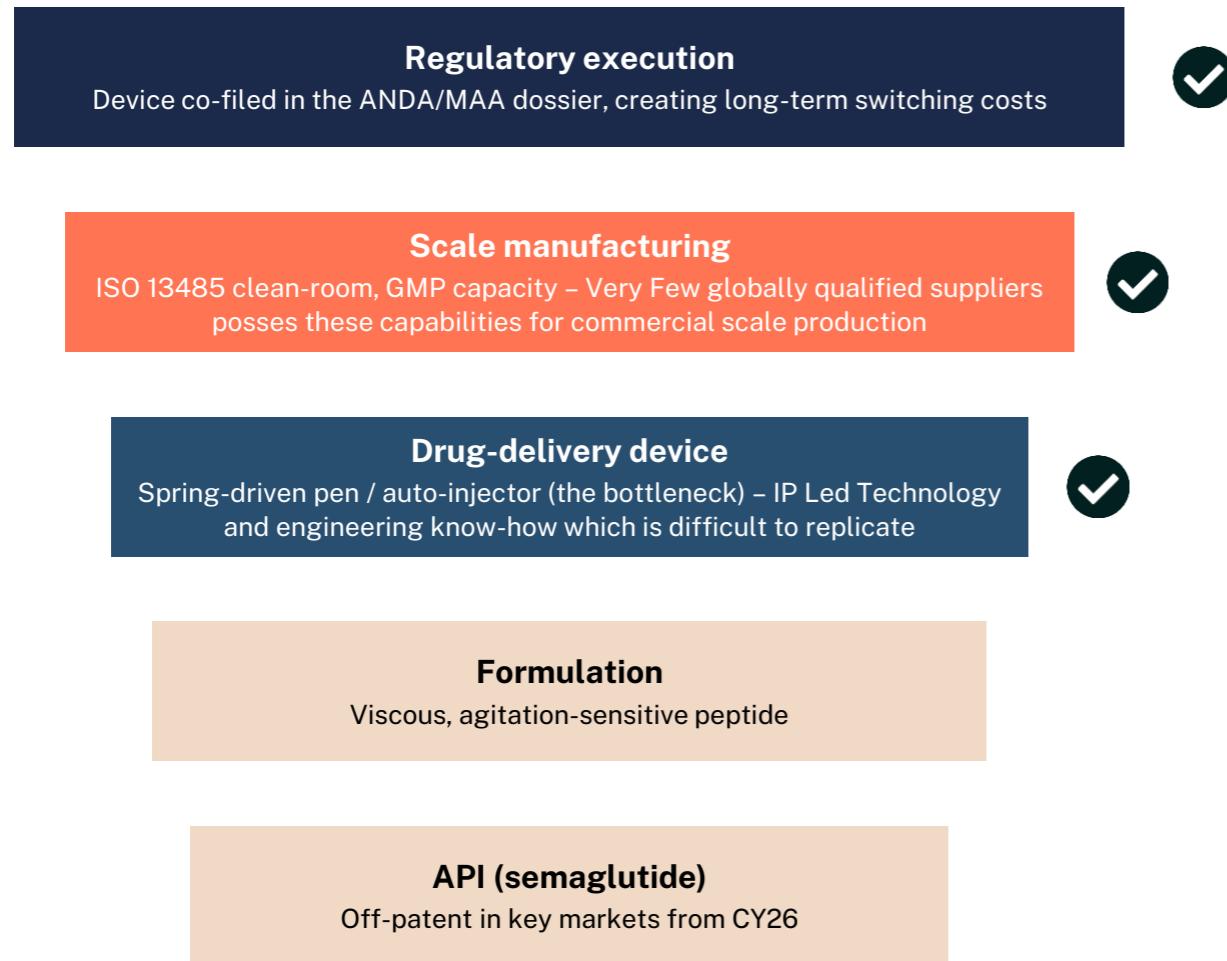 Regulatory execution
Device co-filed in the ANDA/MAA dossier, creating long-term switching costs
Scale manufacturing
ISO 13485 clean-room, GMP capacity – Very Few globally qualified suppliers
posses these capabilities for commercial scale production
Drug-delivery device
Spring-driven pen / auto-injector (the bottleneck) – IP Led Technology
and engineering know-how which is difficult to replicate
Formulation
Viscous, agitation-sensitive peptide
API (semaglutide)
Off-patent in key markets from CY26